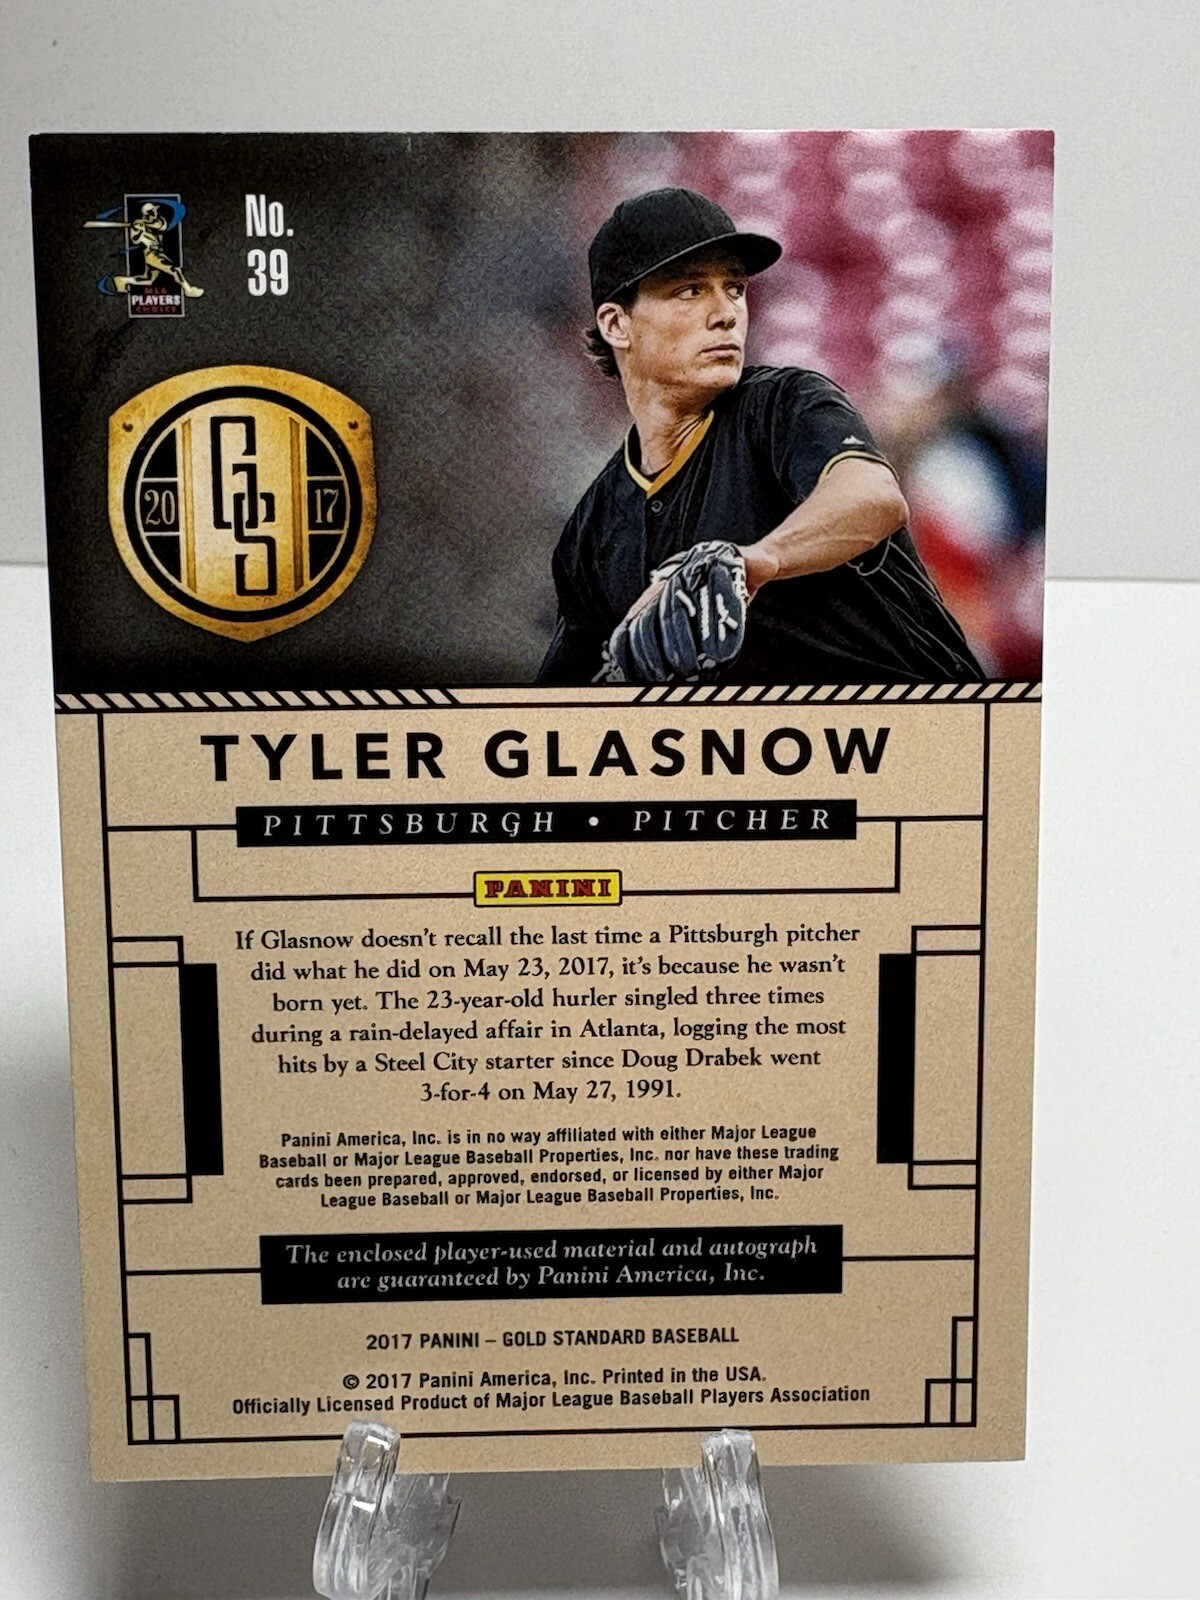 No.
39
MLB
PLAYERS
CHOICE
GS
20 17
TYLER GLASNOW
PITTSBURGH • PITCHER
PANINI
If Glasnow doesn't recall the last time a Pittsburgh pitcher
did what he did on May 23, 2017, it's because he wasn't
born yet. The 23-year-old hurler singled three times
during a rain-delayed affair in Atlanta, logging the most
hits by a Steel City starter since Doug Drabek went
3-for-4 on May 27, 1991.
Panini America, Inc. is in no way affiliated with either Major League
Baseball or Major League Baseball Properties, Inc. nor have these trading
cards been prepared, approved, endorsed, or licensed by either Major
League Baseball or Major League Baseball Properties, Inc.
The enclosed player-used material and autograph
are guaranteed by Panini America, Inc.
2017 PANINI – GOLD STANDARD BASEBALL
© 2017 Panini America, Inc. Printed in the USA.
Officially Licensed Product of Major League Baseball Players Association